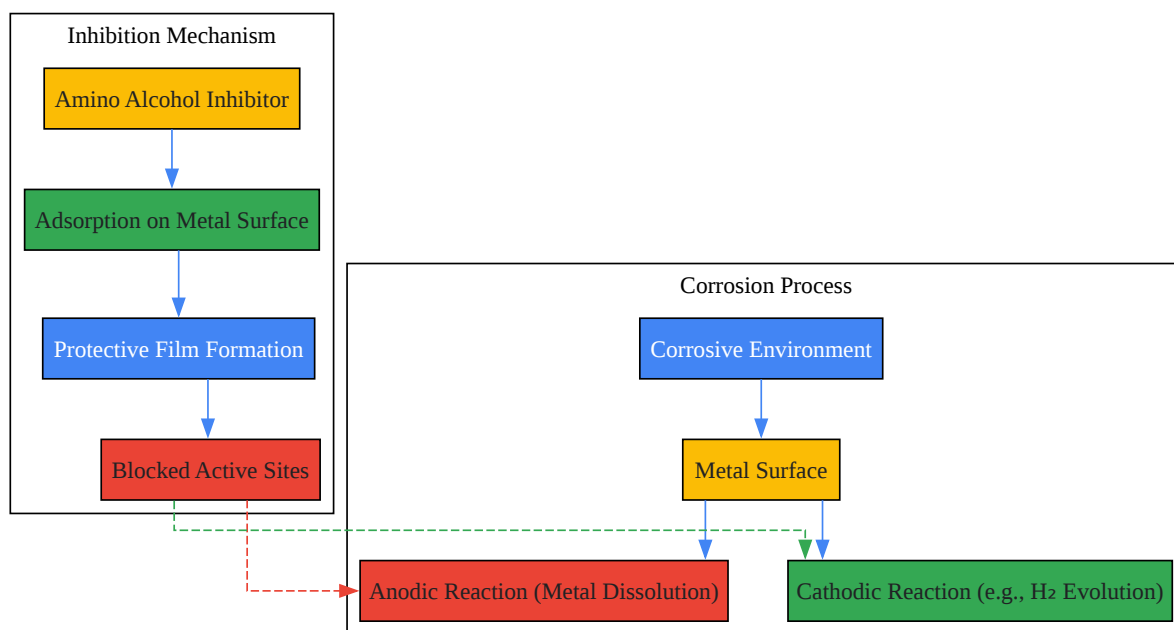 Inhibition Mechanism
Amino Alcohol Inhibitor
Adsorption on Metal Surface
Protective Film Formation
Blocked Active Sites
Corrosion Process
Corrosive Environment
Metal Surface
Anodic Reaction (Metal Dissolution)
Cathodic Reaction (e.g., H₂ Evolution)